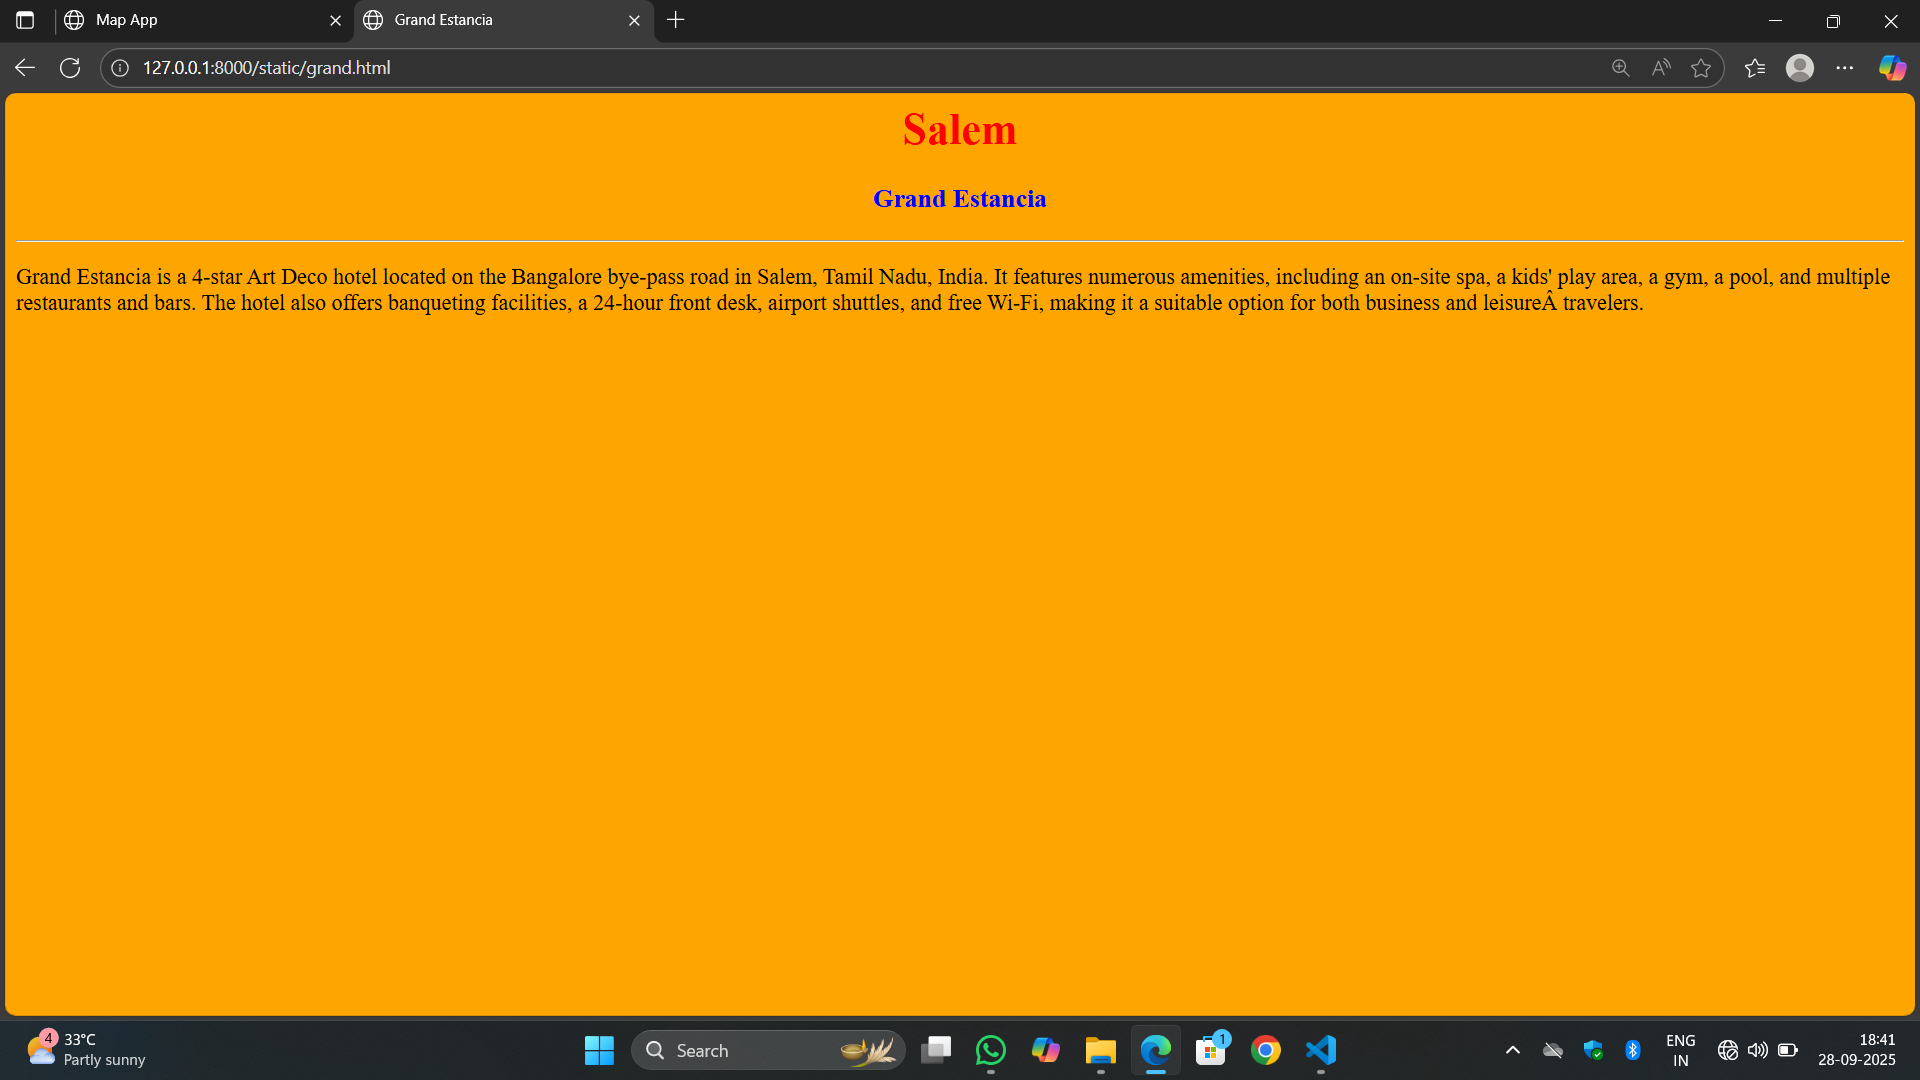 Map App
Grand Estancia
127.0.0.1:8000/static/grand.html
Salem
Grand Estancia
Grand Estancia is a 4-star Art Deco hotel located on the Bangalore bye-pass road in Salem, Tamil Nadu, India. It features numerous amenities, including an on-site spa, a kids' play area, a gym, a pool, and multiple
restaurants and bars. The hotel also offers banqueting facilities, a 24-hour front desk, airport shuttles, and free Wi-Fi, making it a suitable option for both business and leisureÂ travelers.
4
33°C
Partly sunny
Search
1
ENG
IN
18:41
28-09-2025